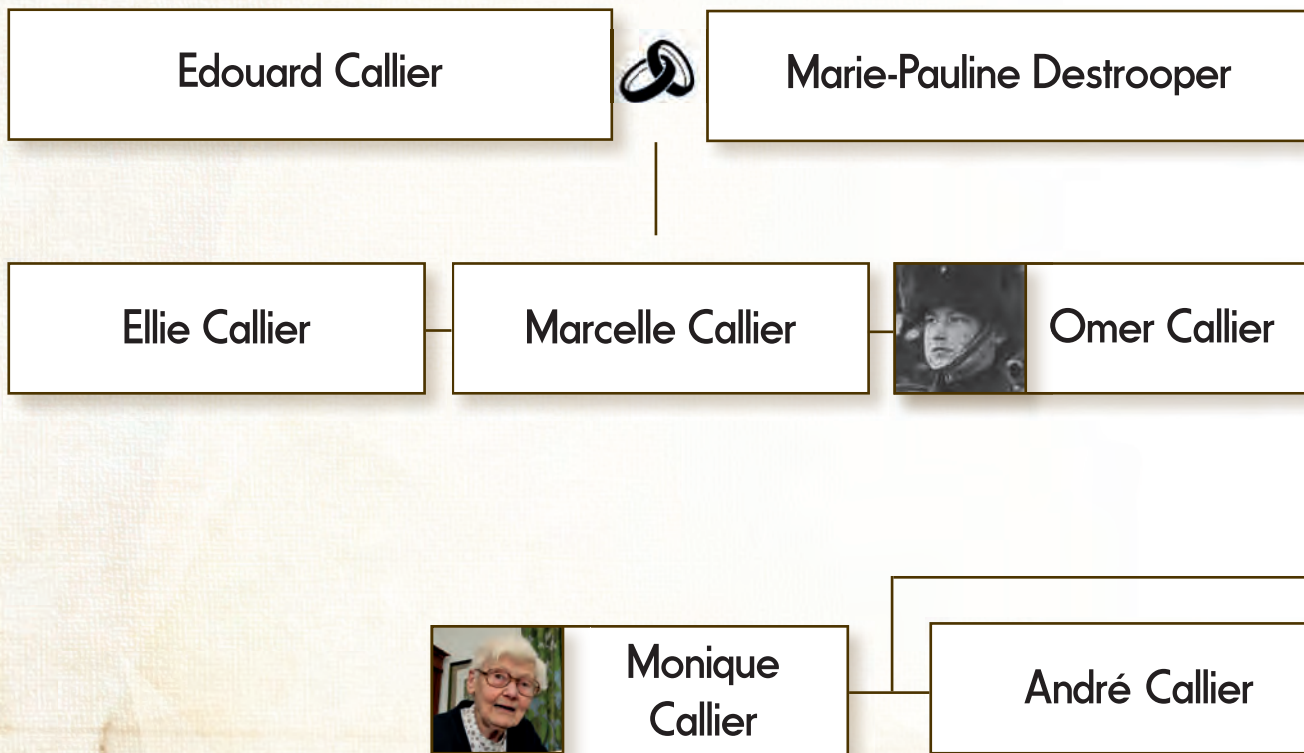 Edouard Callier
Marie-Pauline Destrooper
Ellie Callier
Marcelle Callier
Omer Callier
Monique
Callier
André Callier